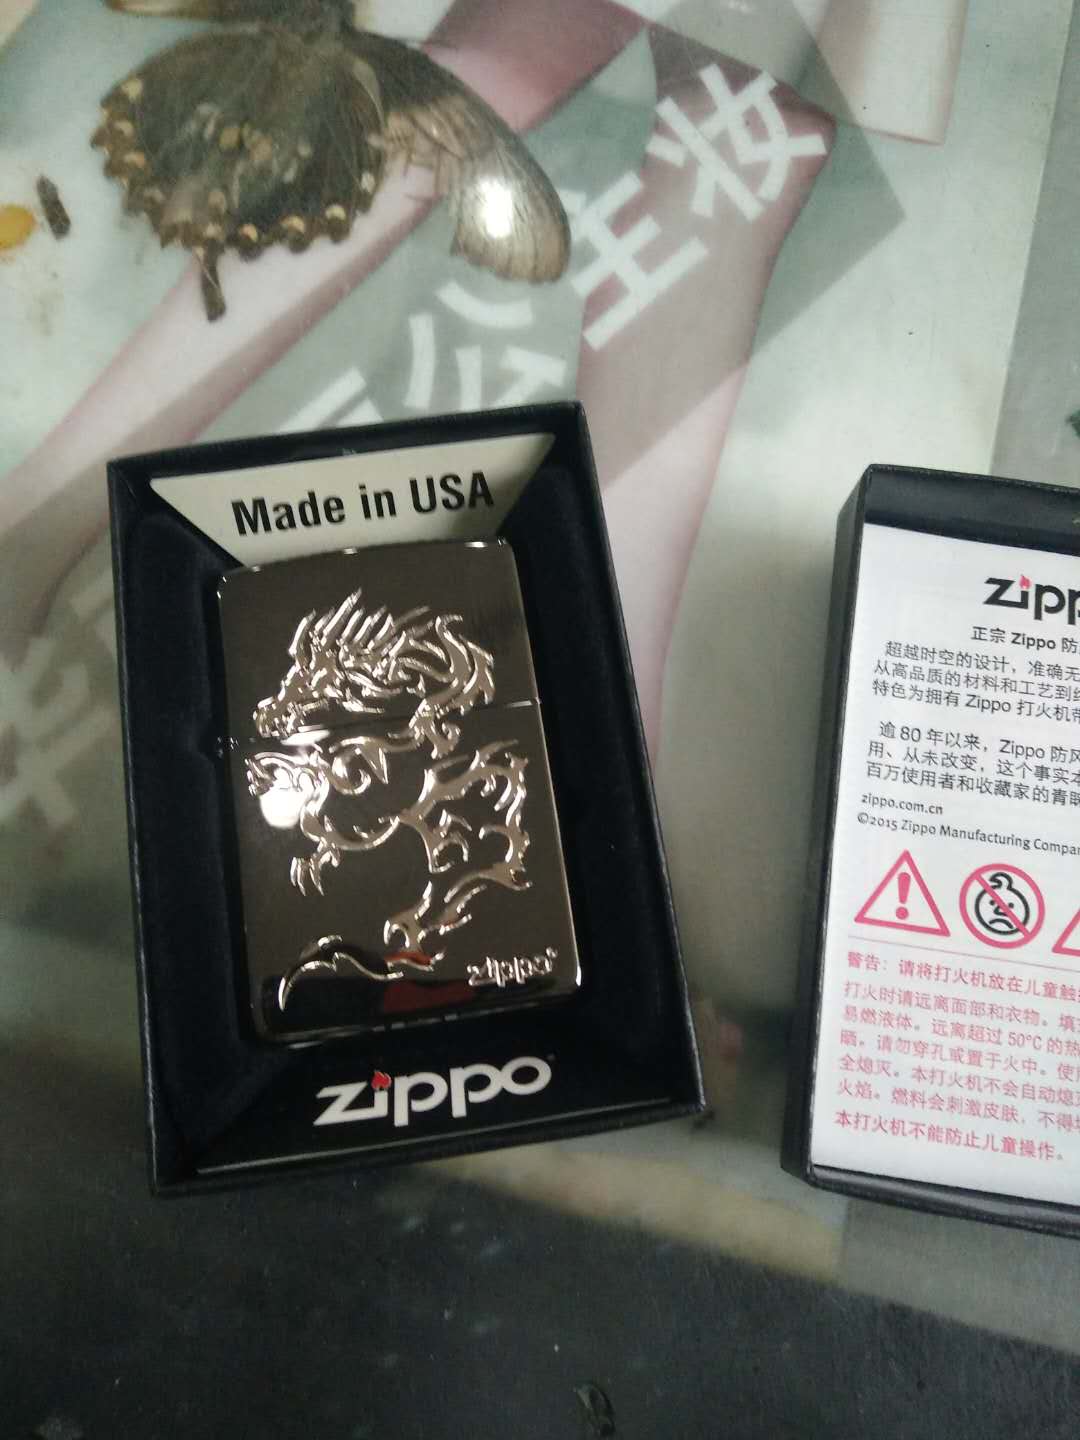 公主妆
Made in USA
zippo
zippo
正宗 Zippo 防
超越时空的设计，准确无
从高品质的材料和工艺到
特色为拥有 Zippo 打火机带
逾 80 年以来，Zippo 防风
用、从未改变，这个事实本
百万使用者和收藏家的青睐
zippo.com.cn
©2015 Zippo Manufacturing Compan
警告：请将打火机放在儿童触
打火时请远离面部和衣物。填
易燃液体。远离超过 50°C 的热
晒。请勿穿孔或置于火中。使
全熄灭。本打火机不会自动熄
火焰。燃料会刺激皮肤，不得
本打火机不能防止儿童操作。